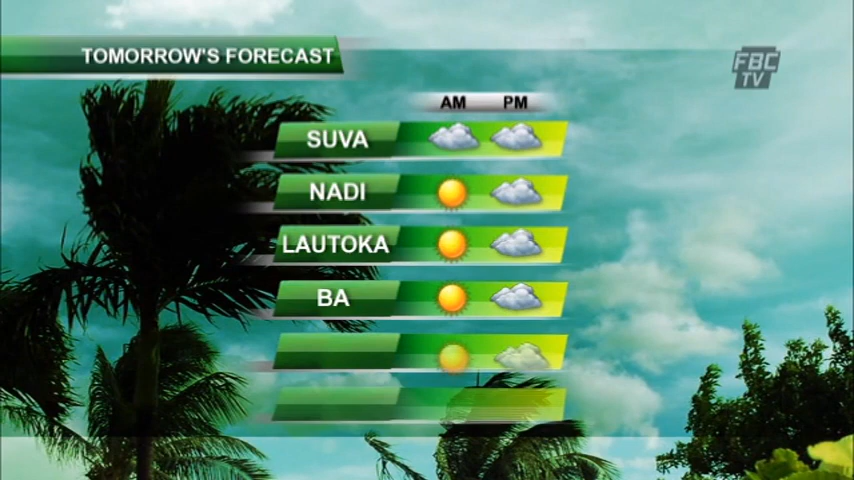 TOMORROW'S FORECAST
FBC
TV
AM PM
SUVA
NADI
LAUTOKA
BA